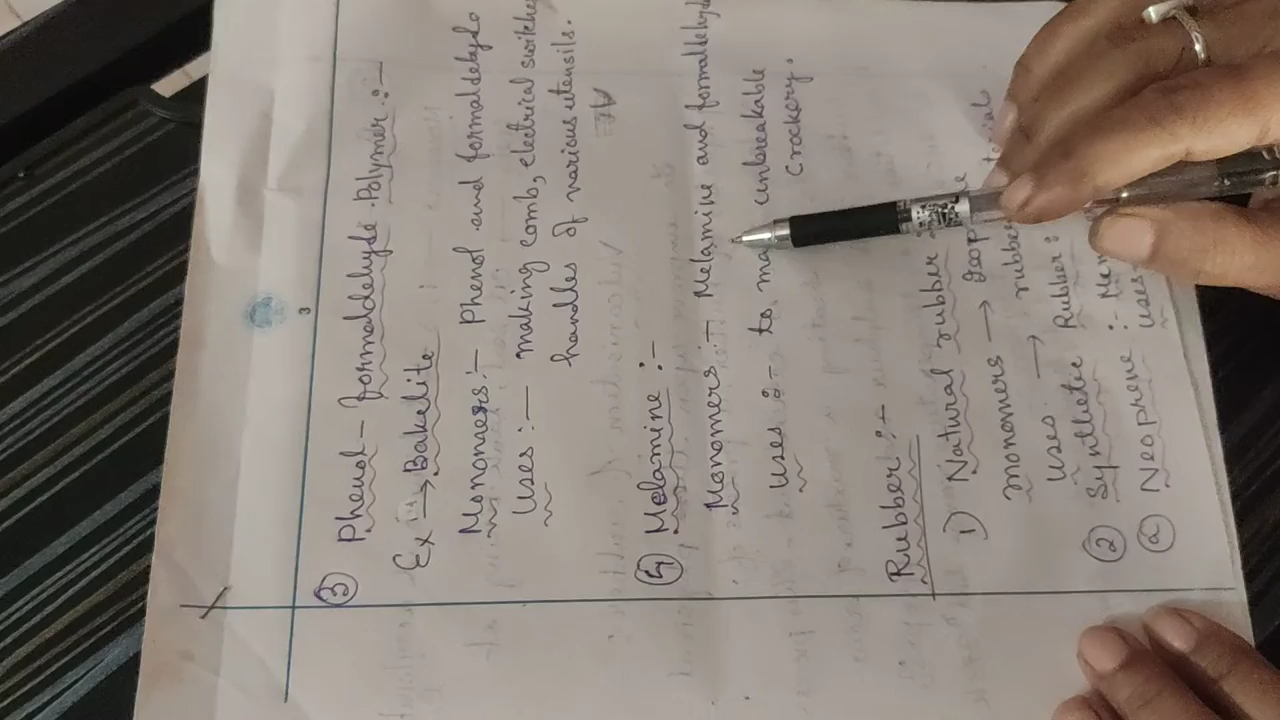 3
③ Phenol - formaldehyde Polymer :-
Ex → Bakelite
Monomers :- Phenol and formaldehyde
Uses :- making comb, electrical switches
handles of various utensils.
④ Melamine :-
Monomers :- Melamine and formaldehyde
Uses :- to ma unbreakable
crockery.
Rubber :-
1) Natural rubber
monomers → Isop
rubber
Uses →
② Synthetic Rubber :
ⓐ Neoprene :-
Uses